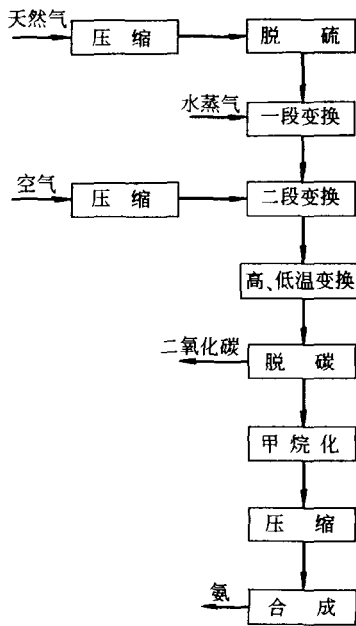 天然气
压缩
脱硫
水蒸气
一段变换
空气
压缩
二段变换
高、低温变换
二氧化碳
脱碳
甲烷化
压缩
氨
合成